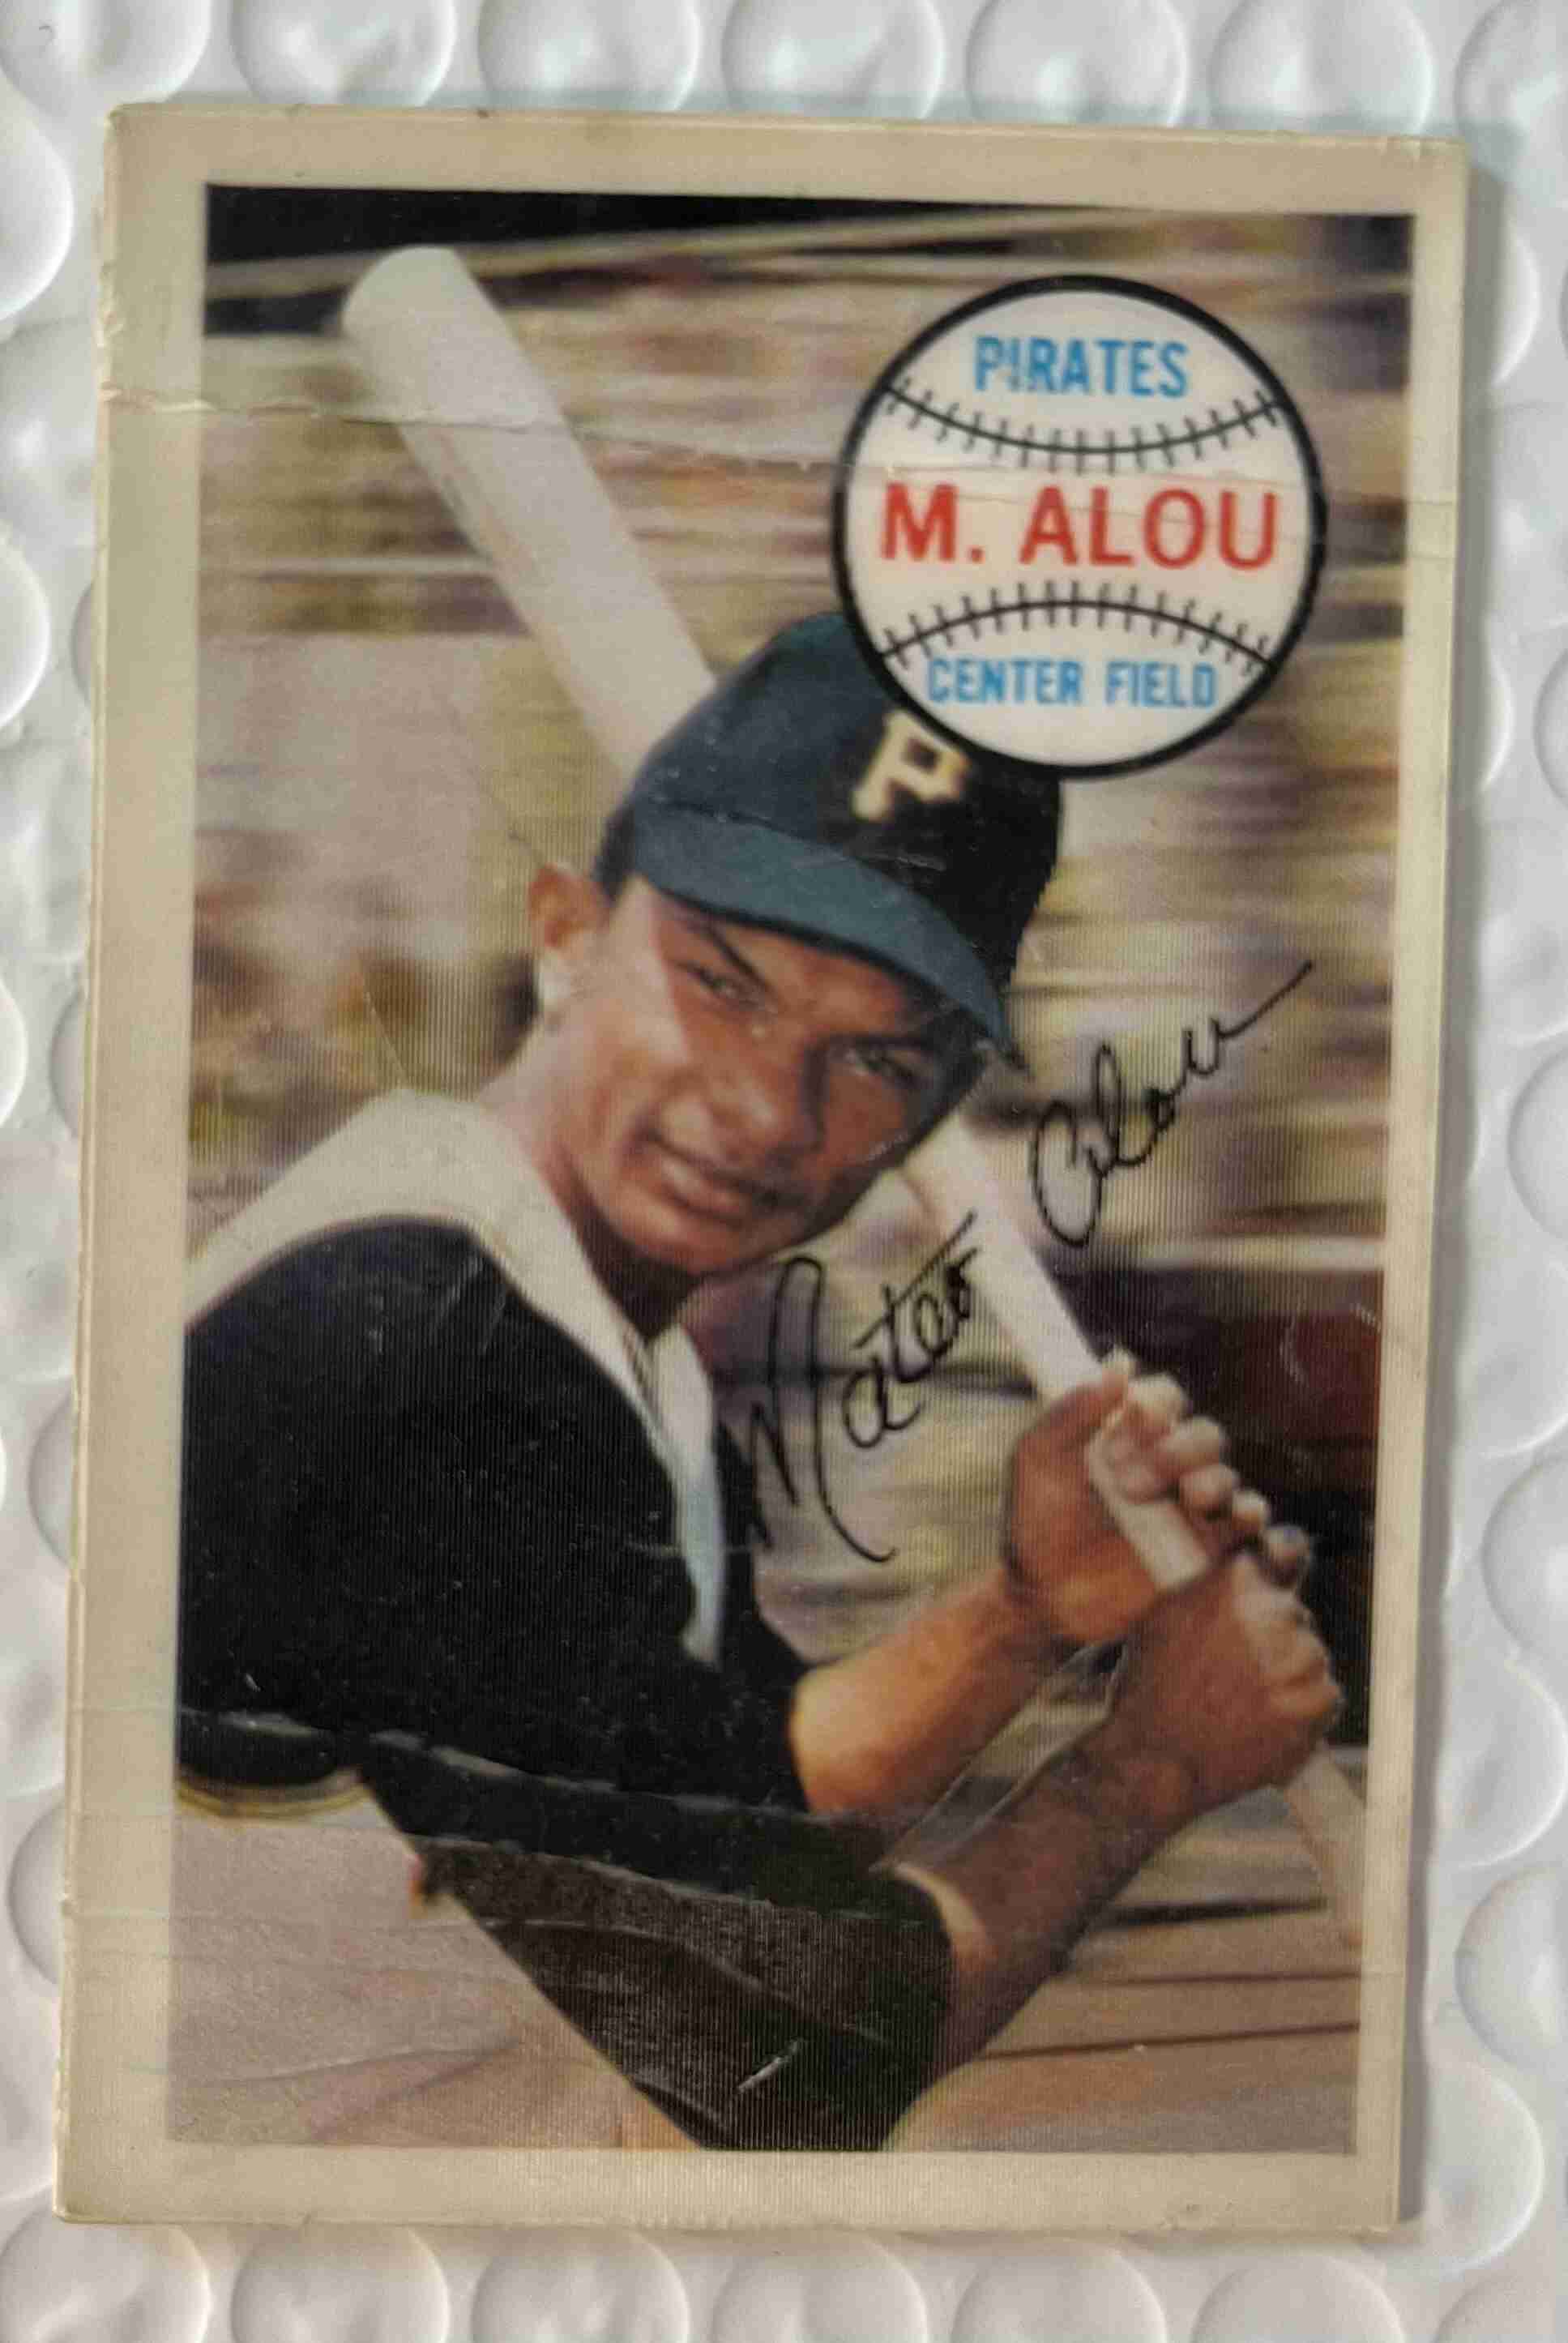 PIRATES
M. ALOU
CENTER FIELD
P
Mateo Alou